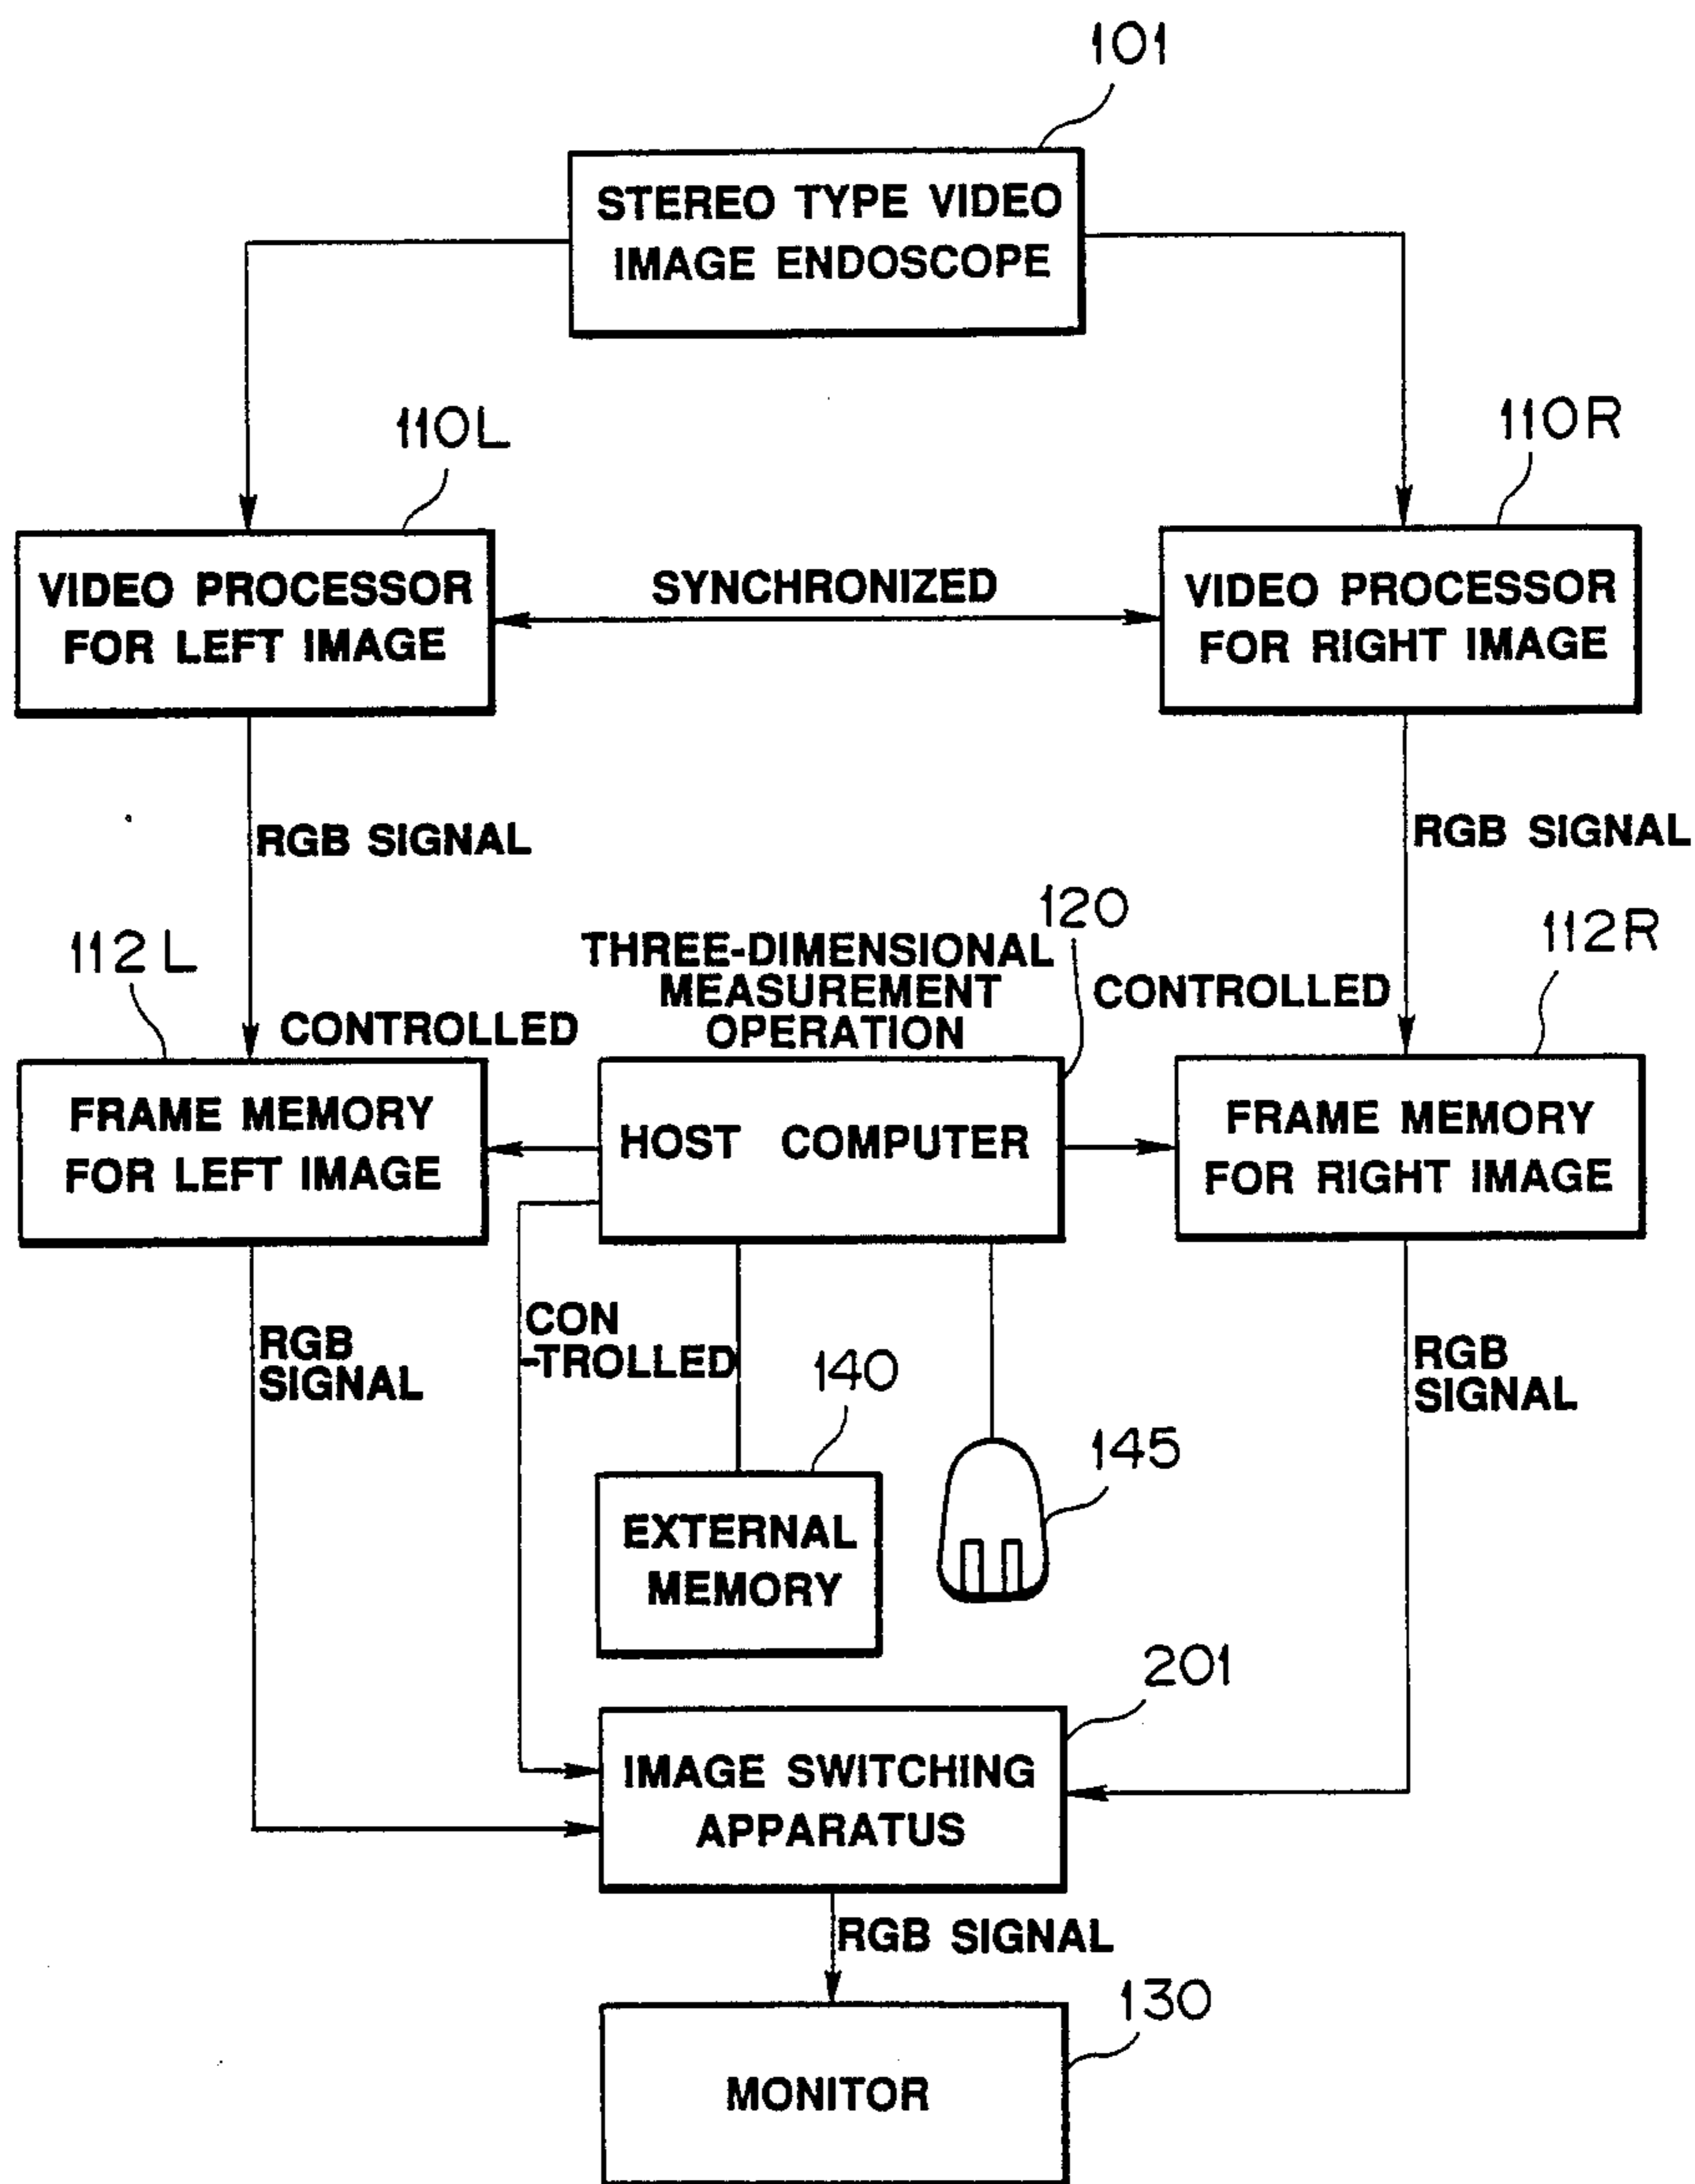 101
STEREO TYPE VIDEO
IMAGE ENDOSCOPE
110L
110R
VIDEO PROCESSOR
FOR LEFT IMAGE
SYNCHRONIZED
VIDEO PROCESSOR
FOR RIGHT IMAGE
RGB SIGNAL
RGB SIGNAL
120
112L
THREE-DIMENSIONAL
MEASUREMENT
OPERATION
112R
CONTROLLED
CONTROLLED
FRAME MEMORY
FOR LEFT IMAGE
HOST COMPUTER
FRAME MEMORY
FOR RIGHT IMAGE
RGB
SIGNAL
CON
-TROLLED
RGB
SIGNAL
140
145
EXTERNAL
MEMORY
201
IMAGE SWITCHING
APPARATUS
RGB SIGNAL
130
MONITOR